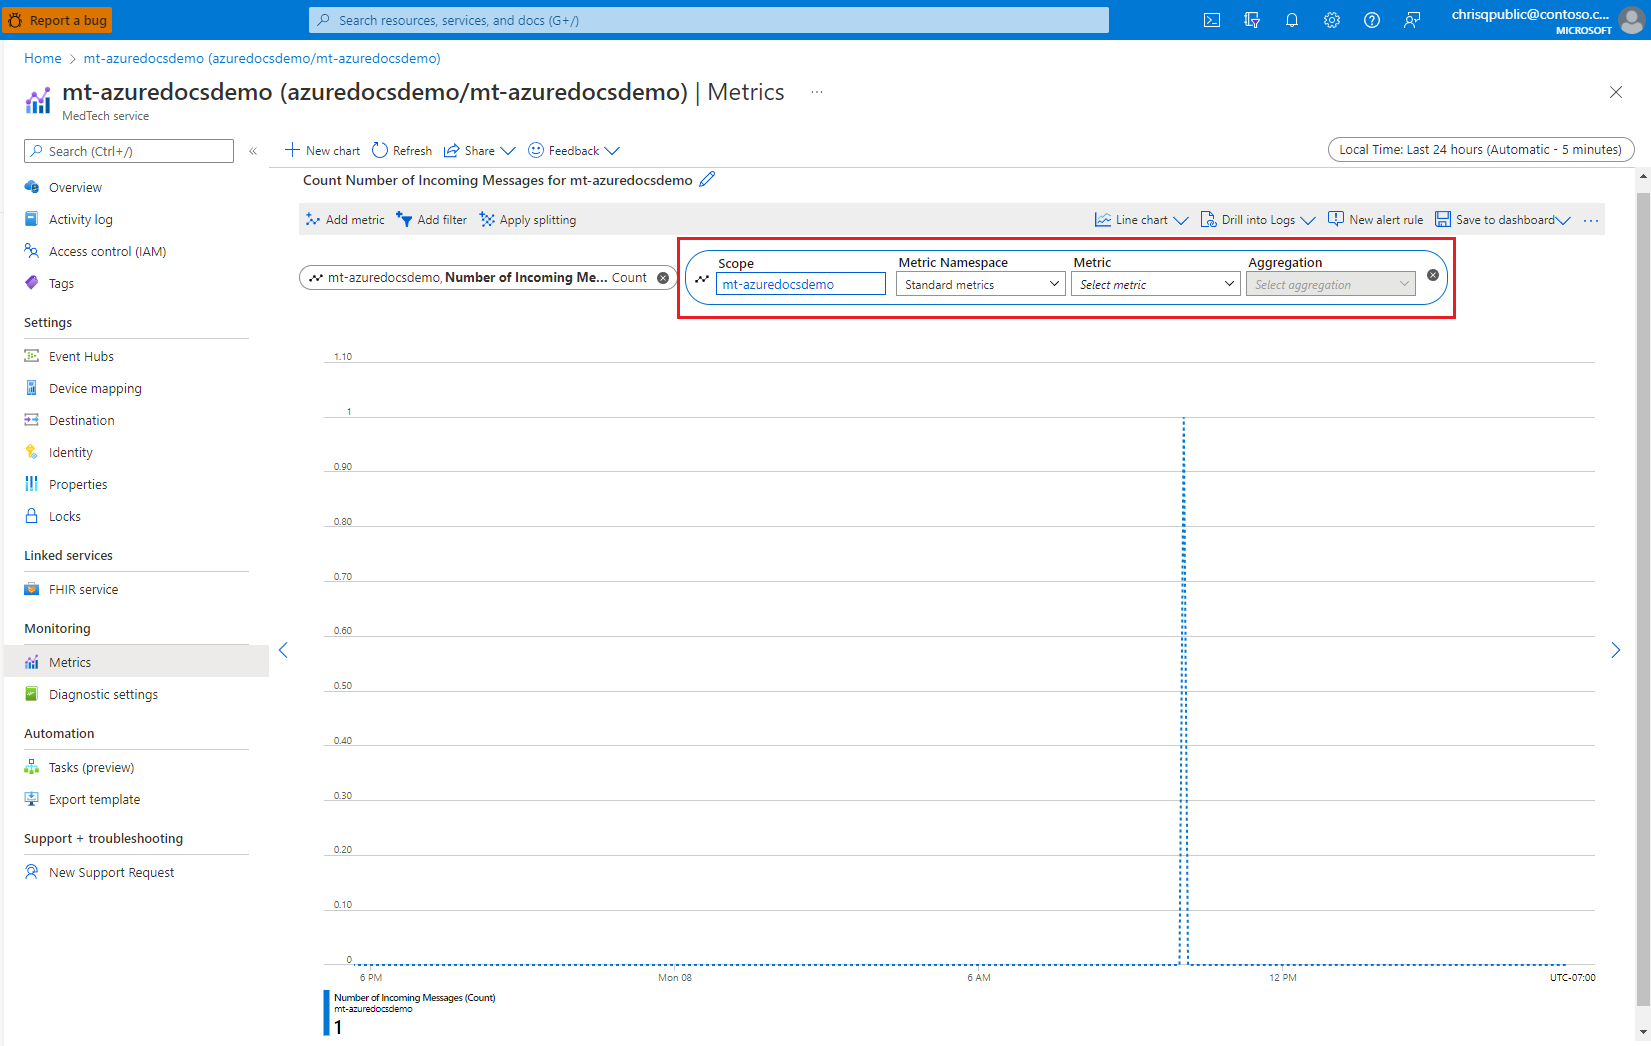 Report a bug
Search resources, services, and docs (G+/)
chrisqpublic@contoso.c...
MICROSOFT
Home > mt-azuredocsdemo (azuredocsdemo/mt-azuredocsdemo)
mt-azuredocsdemo (azuredocsdemo/mt-azuredocsdemo) | Metrics ...
MedTech service
Search (Ctrl+/)
«
New chart
Refresh
Share
Feedback
Local Time: Last 24 hours (Automatic - 5 minutes)
Overview
Activity log
Access control (IAM)
Tags
Settings
Event Hubs
Device mapping
Destination
Identity
Properties
Locks
Linked services
FHIR service
Monitoring
Metrics
Diagnostic settings
Automation
Tasks (preview)
Export template
Support + troubleshooting
New Support Request
Count Number of Incoming Messages for mt-azuredocsdemo
Add metric
Add filter
Apply splitting
Line chart
Drill into Logs
New alert rule
Save to dashboard
...
mt-azuredocsdemo, Number of Incoming Me... Count
Scope
mt-azuredocsdemo
Metric Namespace
Standard metrics
Metric
Select metric
Aggregation
Select aggregation
1.10
1
0.90
0.80
0.70
0.60
0.50
0.40
0.30
0.20
0.10
0
6 PM
Mon 08
6 AM
12 PM
UTC-07:00
Number of Incoming Messages (Count)
mt-azuredocsdemo
1